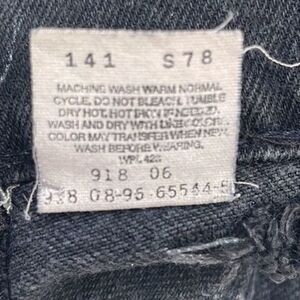 141 S78
MACHINE WASH WARM NORMAL
CYCLE. DO NOT BLEACH. TUMBLE
DRY HOT. HOT IRON IF NEEDED.
WASH AND DRY WITH LIKE COLORS.
COLOR MAY TRANSFER WHEN NEW.
WASH BEFORE WEARING.
WPL 423
918 06
08-96 65544-